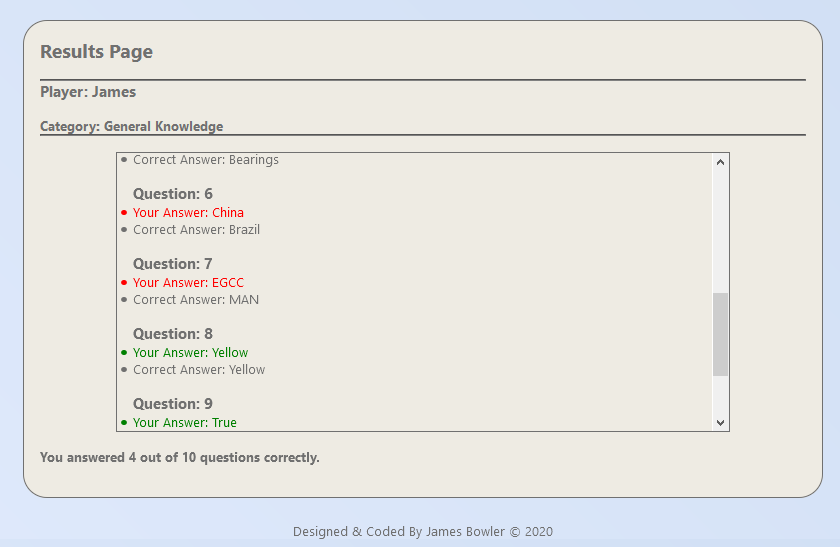 Results Page
Player: James
Category: General Knowledge
Correct Answer: Bearings
Question: 6
Your Answer: China
Correct Answer: Brazil
Question: 7
Your Answer: EGCC
Correct Answer: MAN
Question: 8
Your Answer: Yellow
Correct Answer: Yellow
Question: 9
Your Answer: True
You answered 4 out of 10 questions correctly.
Designed & Coded By James Bowler © 2020